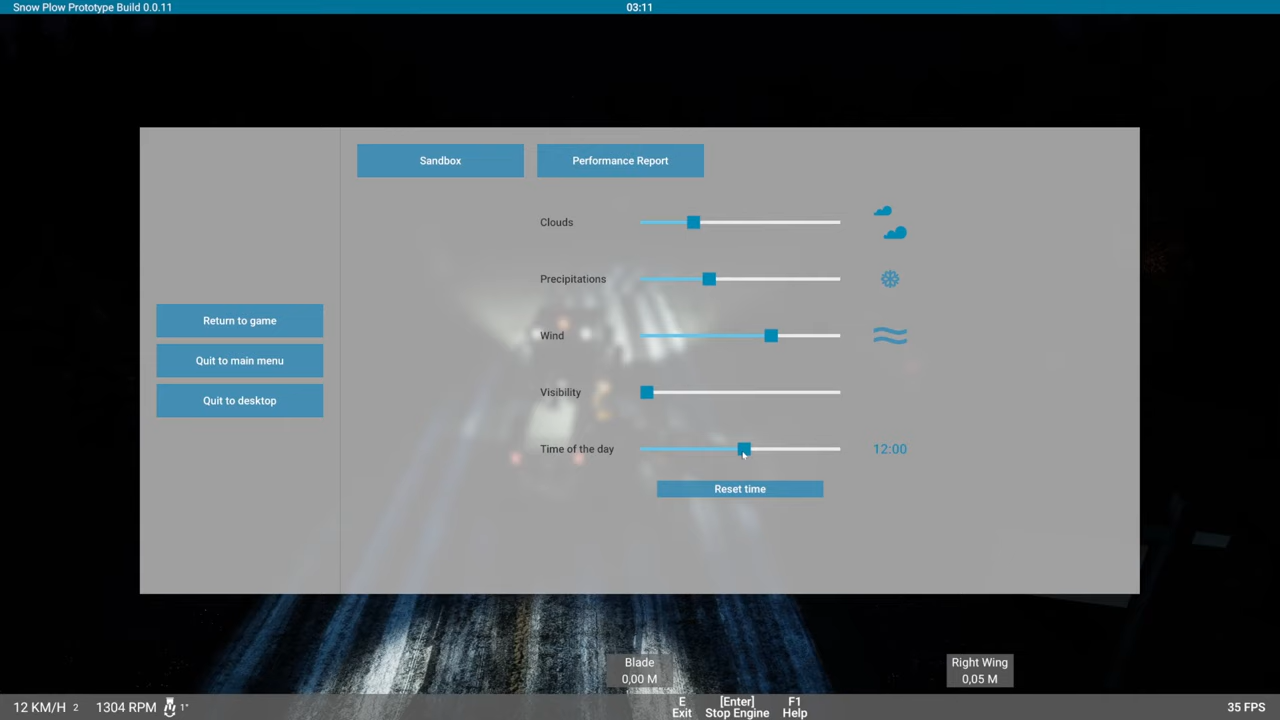 Snow Plow Prototype Build 0.0.11
03:11
Sandbox
Performance Report
Clouds
Precipitations
Wind
Visibility
Time of the day
12:00
Reset time
Return to game
Quit to main menu
Quit to desktop
Blade
0,00 M
Right Wing
0,05 M
12 KM/H 2 1304 RPM 1°
E
Exit
[Enter]
Stop Engine
F1
Help
35 FPS